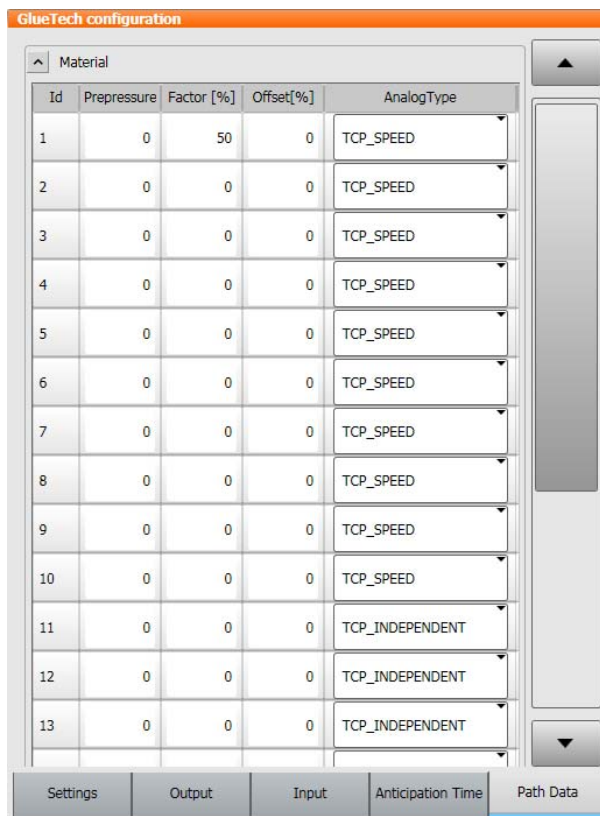 GlueTech configuration
Material
Id Prepressure Factor [%] Offset[%] AnalogType
1 0 50 0 TCP_SPEED
2 0 0 0 TCP_SPEED
3 0 0 0 TCP_SPEED
4 0 0 0 TCP_SPEED
5 0 0 0 TCP_SPEED
6 0 0 0 TCP_SPEED
7 0 0 0 TCP_SPEED
8 0 0 0 TCP_SPEED
9 0 0 0 TCP_SPEED
10 0 0 0 TCP_SPEED
11 0 0 0 TCP_INDEPENDENT
12 0 0 0 TCP_INDEPENDENT
13 0 0 0 TCP_INDEPENDENT
Settings Output Input Anticipation Time Path Data